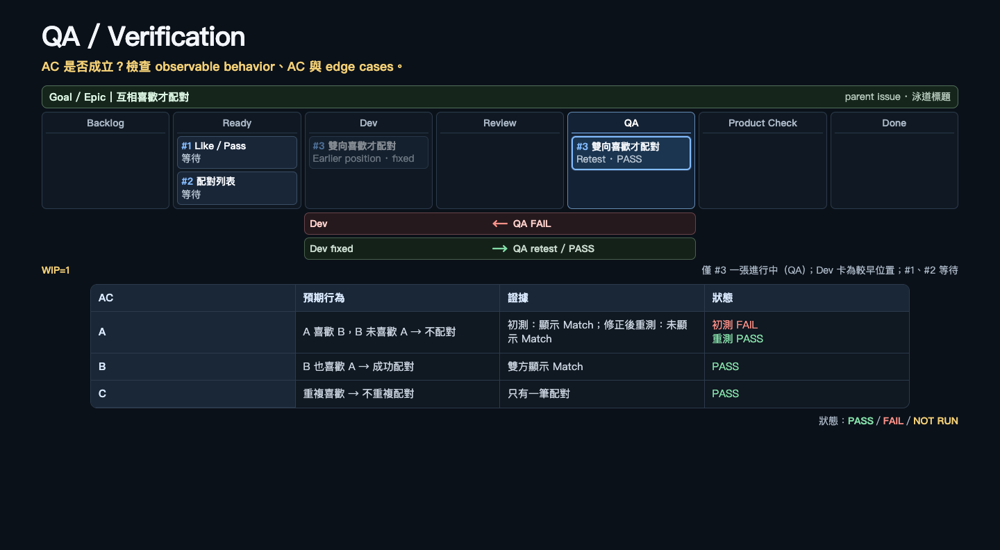 QA / Verification
AC 是否成立？檢查 observable behavior、AC 與 edge cases。
Goal / Epic｜互相喜歡才配對
parent issue · 泳道標題
Backlog
Ready
Dev
Review
QA
Product Check
Done
#1 Like / Pass
等待
#2 配對列表
等待
#3 雙向喜歡才配對
Earlier position · fixed
#3 雙向喜歡才配對
Retest · PASS
Dev
← QA FAIL
Dev fixed
→ QA retest / PASS
WIP=1
僅 #3 一張進行中（QA）；Dev 卡為較早位置；#1、#2 等待
AC
預期行為
證據
狀態
A
A 喜歡 B，B 未喜歡 A → 不配對
初測：顯示 Match；修正後重測：未顯
示 Match
初測 FAIL
重測 PASS
B
B 也喜歡 A → 成功配對
雙方顯示 Match
PASS
C
重複喜歡 → 不重複配對
只有一筆配對
PASS
狀態：PASS / FAIL / NOT RUN